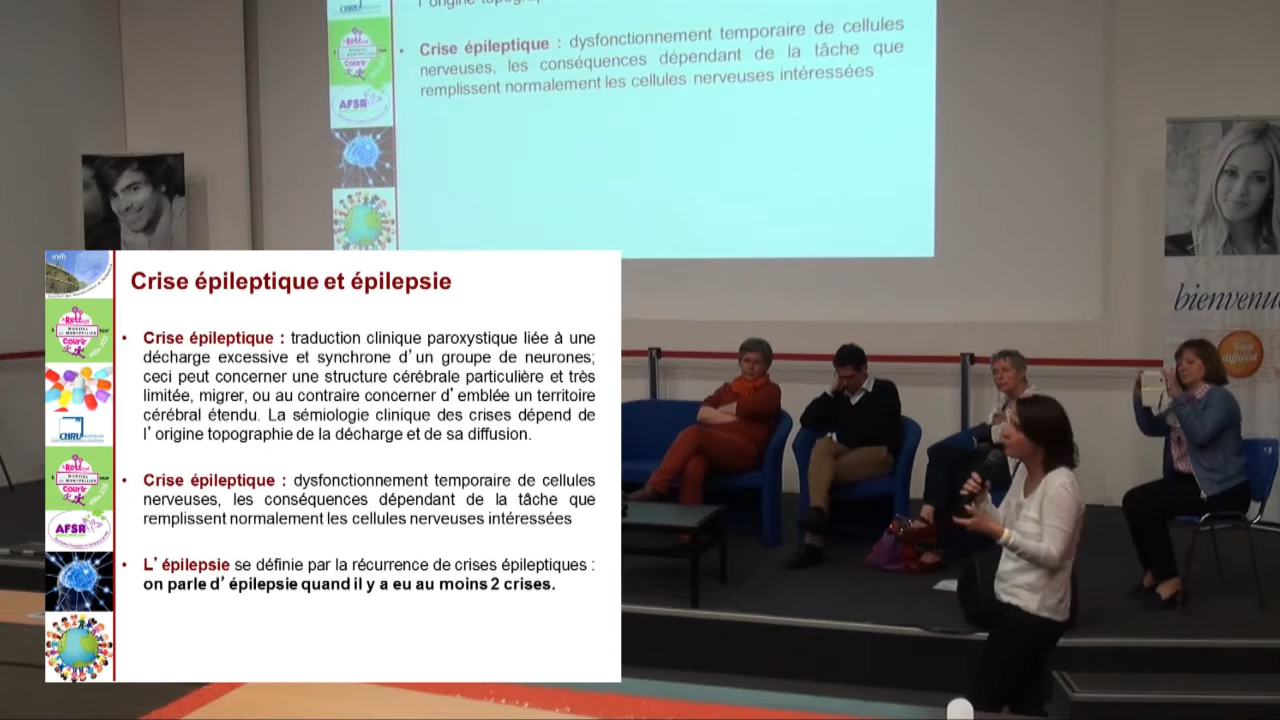 CHRU
l'origine topogra
• Crise épileptique : dysfonctionnement temporaire de cellules
nerveuses, les conséquences dépendant de la tâche que
remplissent normalement les cellules nerveuses intéressées
AFSR
bienvenu
Crise épileptique et épilepsie
• Crise épileptique : traduction clinique paroxystique liée à une
décharge excessive et synchrone d'un groupe de neurones;
ceci peut concerner une structure cérébrale particulière et très
limitée, migrer, ou au contraire concerner d'emblée un territoire
cérébral étendu. La sémiologie clinique des crises dépend de
l'origine topographie de la décharge et de sa diffusion.
• Crise épileptique : dysfonctionnement temporaire de cellules
nerveuses, les conséquences dépendant de la tâche que
remplissent normalement les cellules nerveuses intéressées
• L'épilepsie se définie par la récurrence de crises épileptiques :
on parle d'épilepsie quand il y a eu au moins 2 crises.
Courir
CHRU
Courir
AFSR